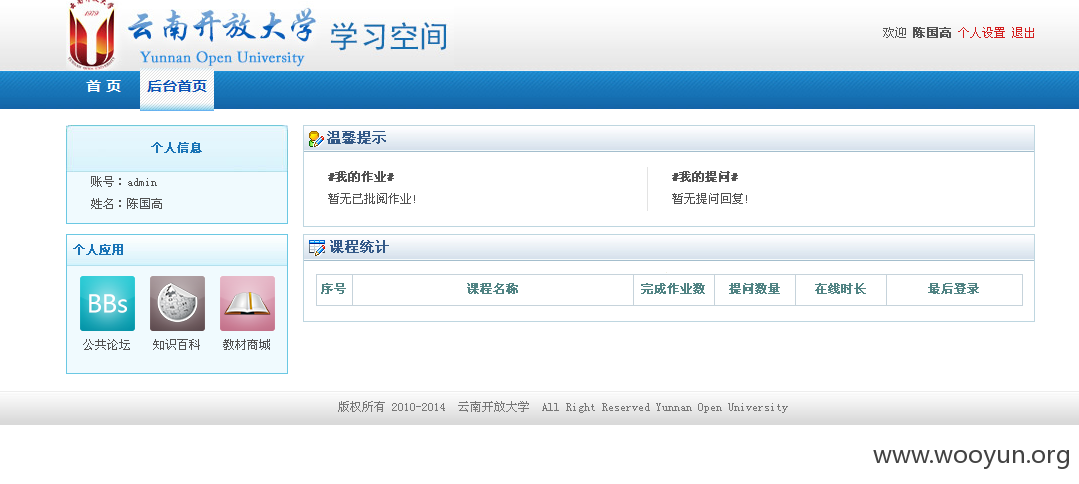 1979
云南开放大学 学习空间
Yunnan Open University
欢迎 陈国高 个人设置 退出
首 页 后台首页
个人信息
账号：admin
姓名：陈国高
个人应用
BBs
公共论坛 知识百科 教材商城
温馨提示
#我的作业# #我的提问#
暂无已批阅作业! 暂无提问回复!
课程统计
序号 课程名称 完成作业数 提问数量 在线时长 最后登录
版权所有 2010-2014 云南开放大学 All Right Reserved Yunnan Open University
www.wooyun.org